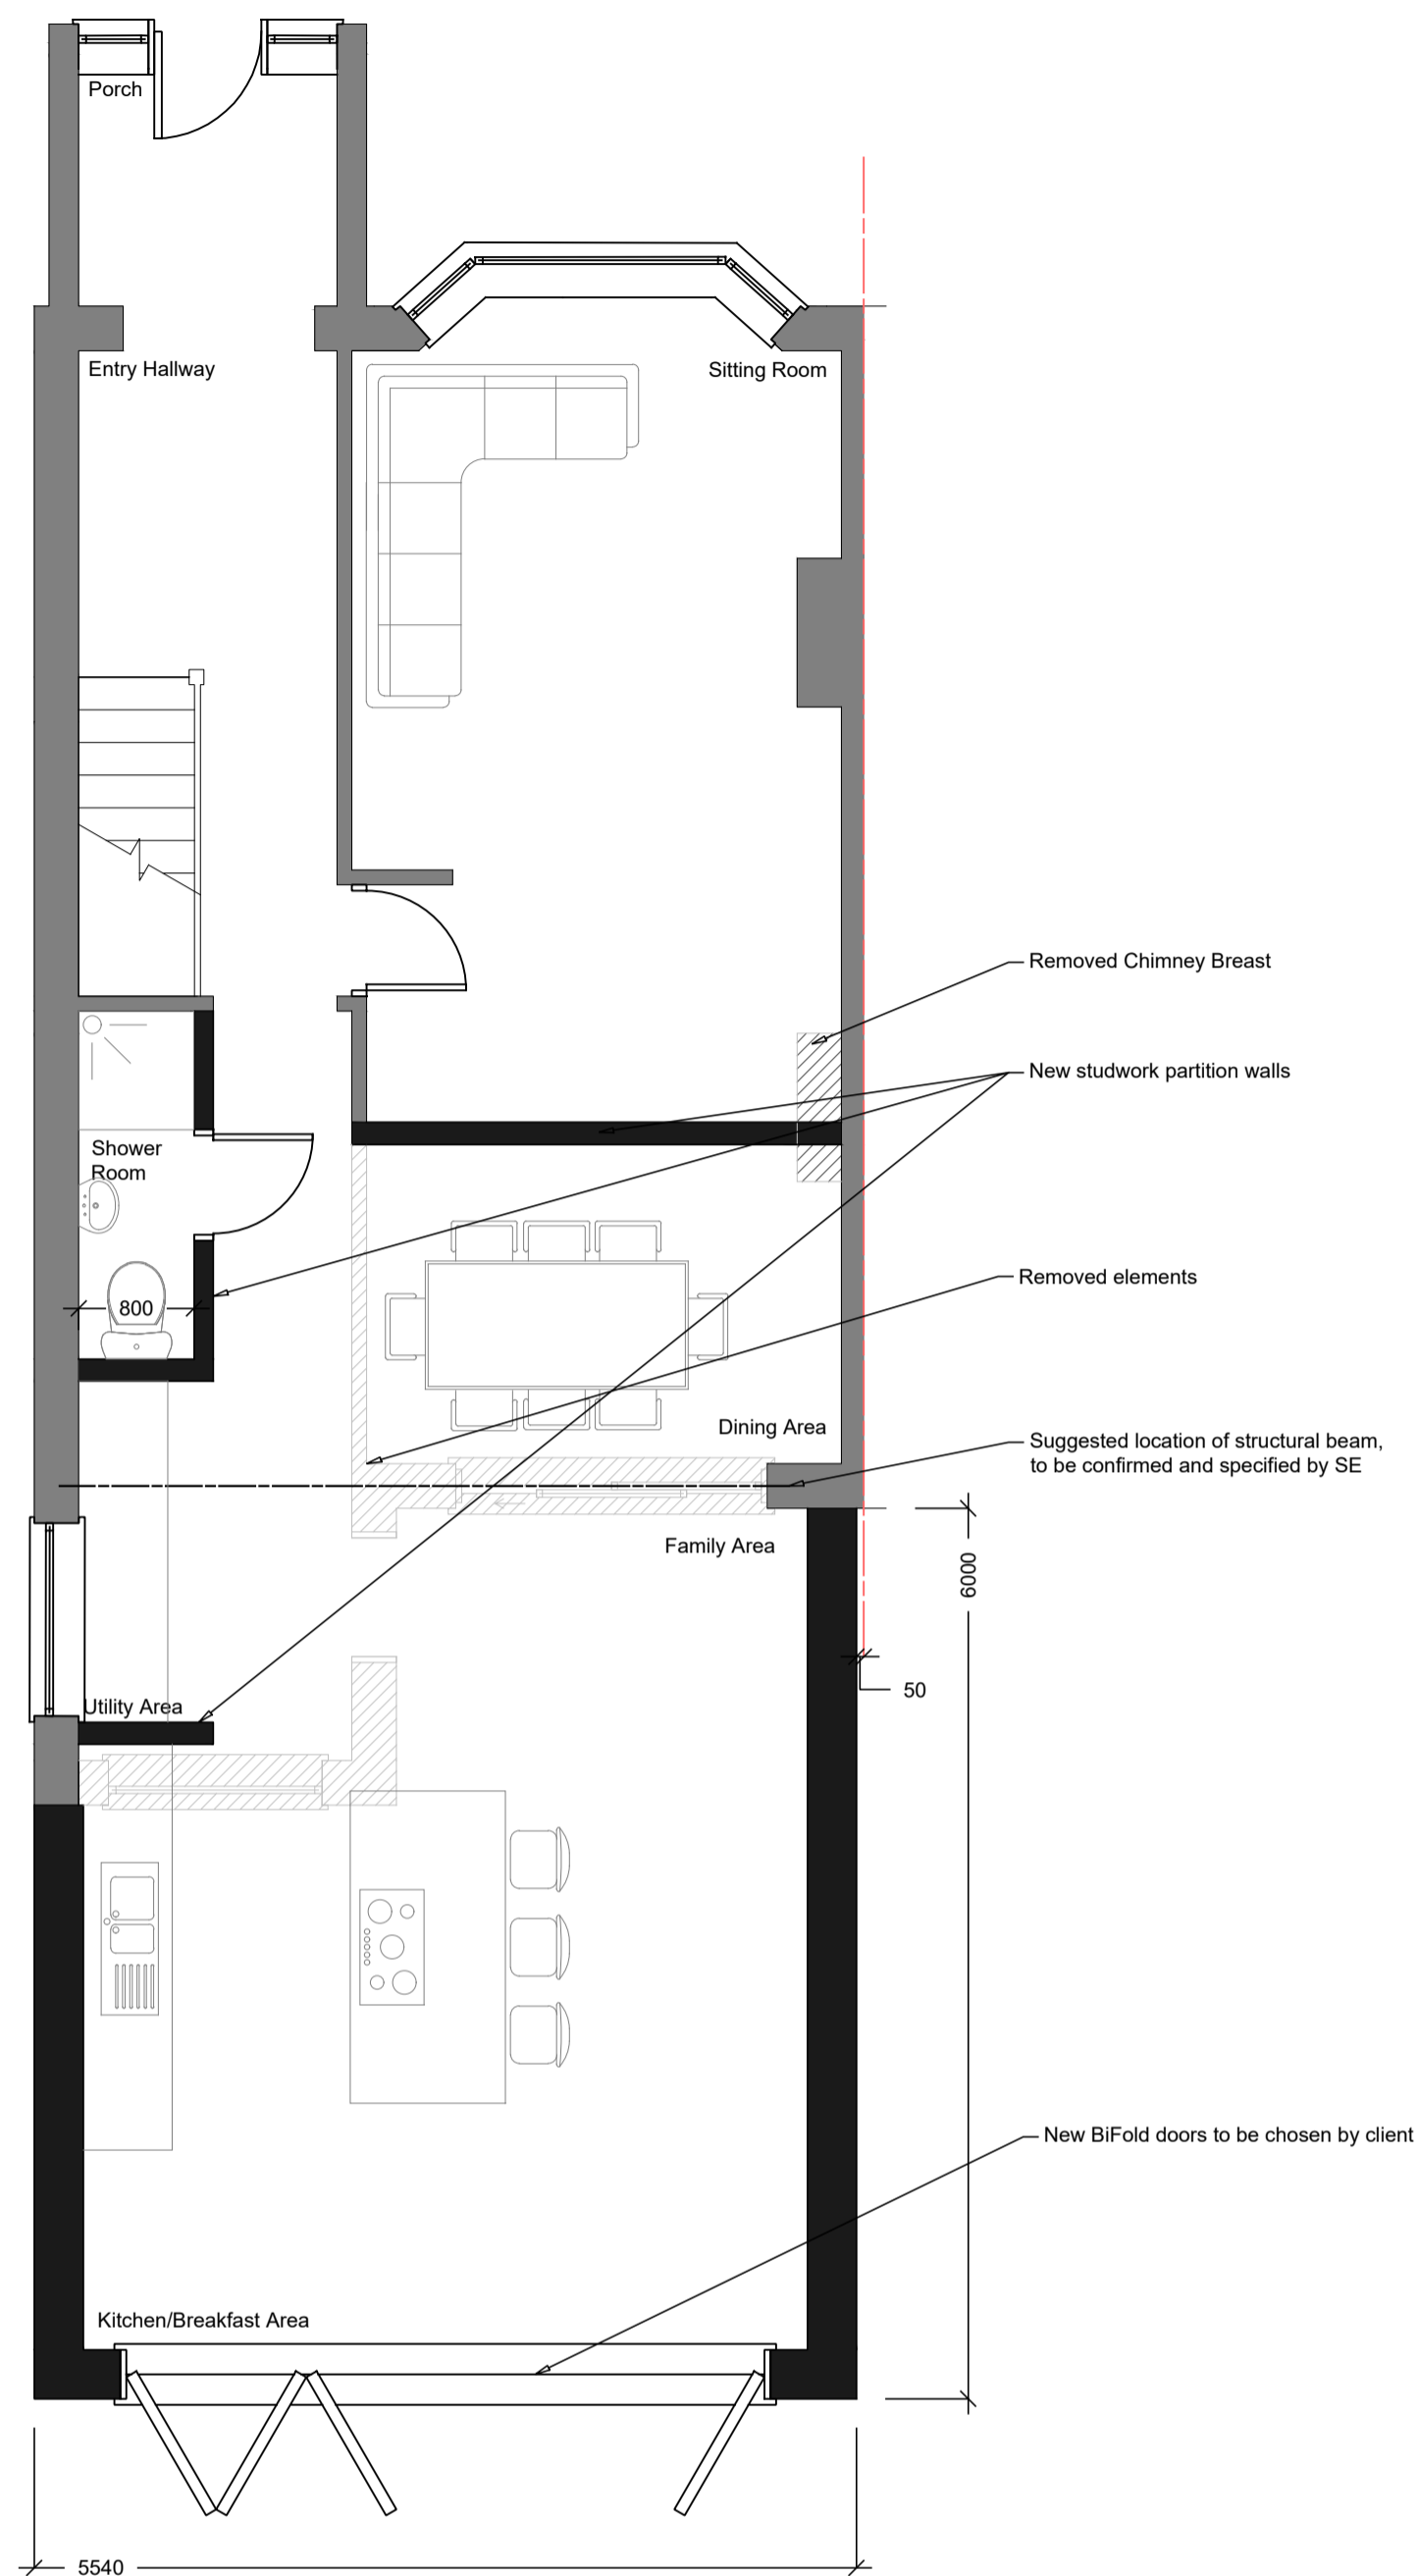 Porch
Entry Hallway
Sitting Room
Removed Chimney Breast
New studwork partition walls
Shower
Room
Removed elements
800
Dining Area
Suggested location of structural beam,
to be confirmed and specified by SE
Family Area
6000
50
Utility Area
New BiFold doors to be chosen by client
Kitchen/Breakfast Area
5540